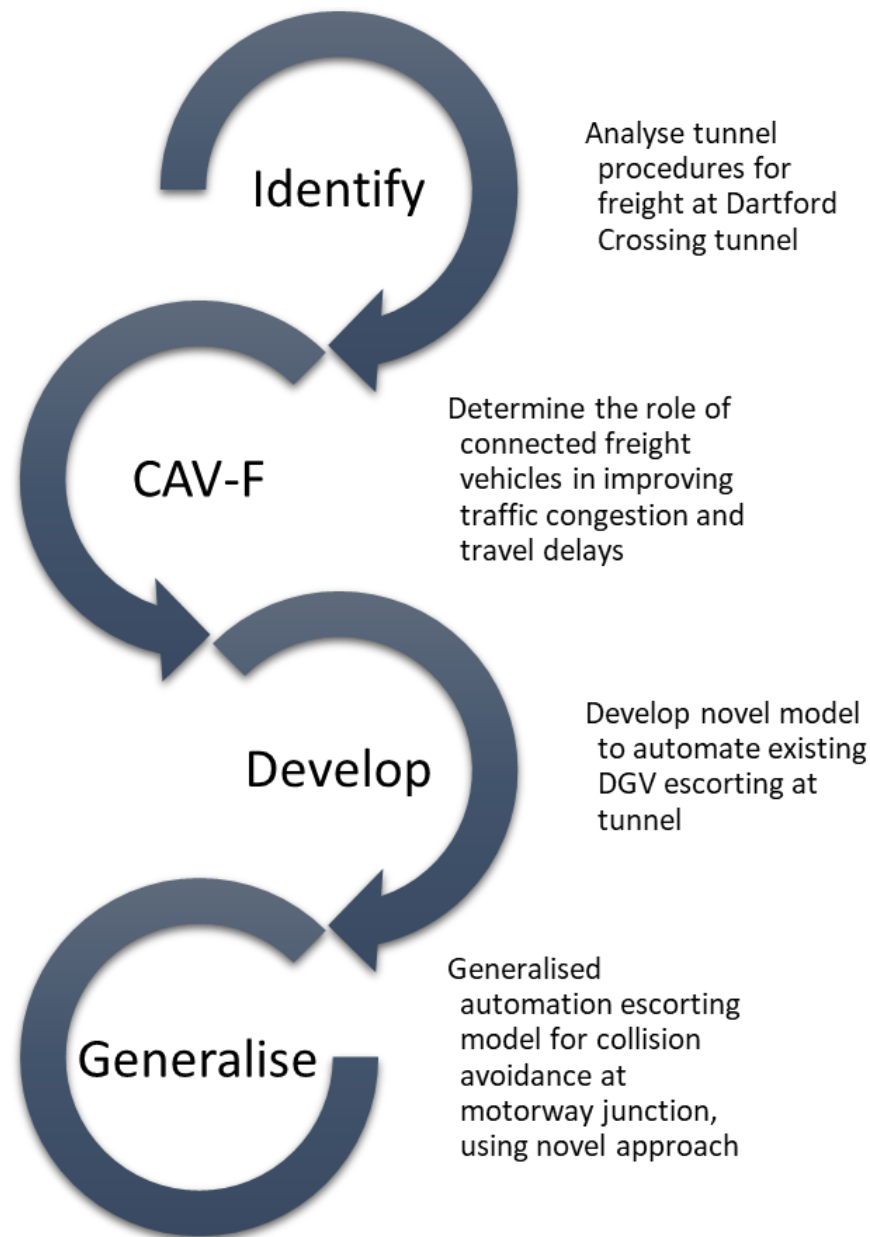 Identify
Analyse tunnel
procedures for
freight at Dartford
Crossing tunnel
CAV-F
Determine the role of
connected freight
vehicles in improving
traffic congestion and
travel delays
Develop
Develop novel model
to automate existing
DGV escorting at
tunnel
Generalise
Generalised
automation escorting
model for collision
avoidance at
motorway junction,
using novel approach